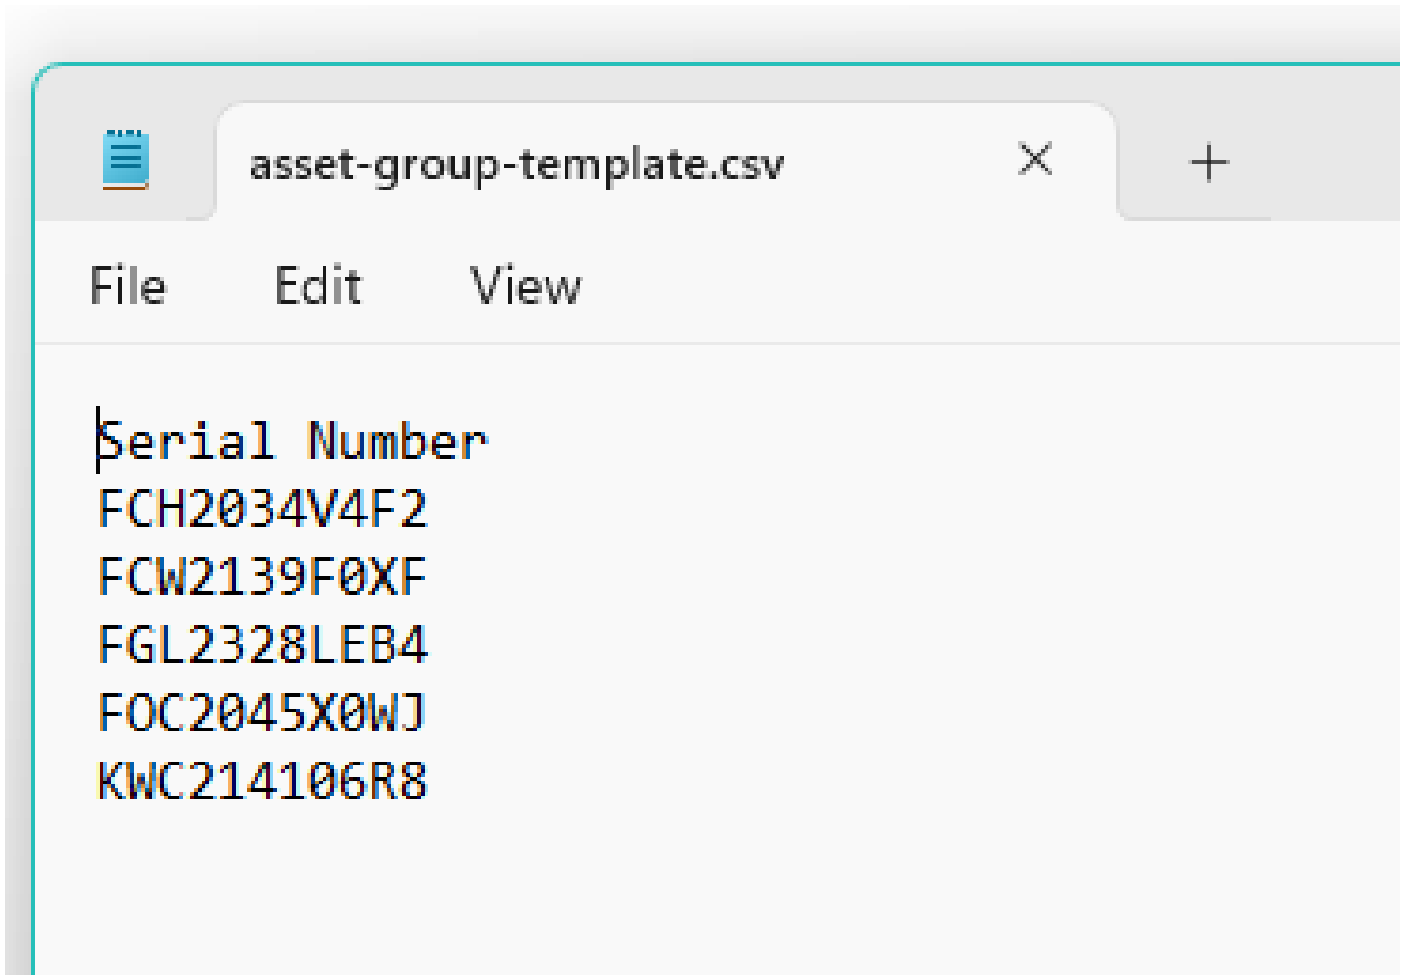 asset-group-template.csv
File Edit View
Serial Number
FCH2034V4F2
FCW2139F0XF
FGL2328LEB4
FOC2045X0WJ
KWC214106R8